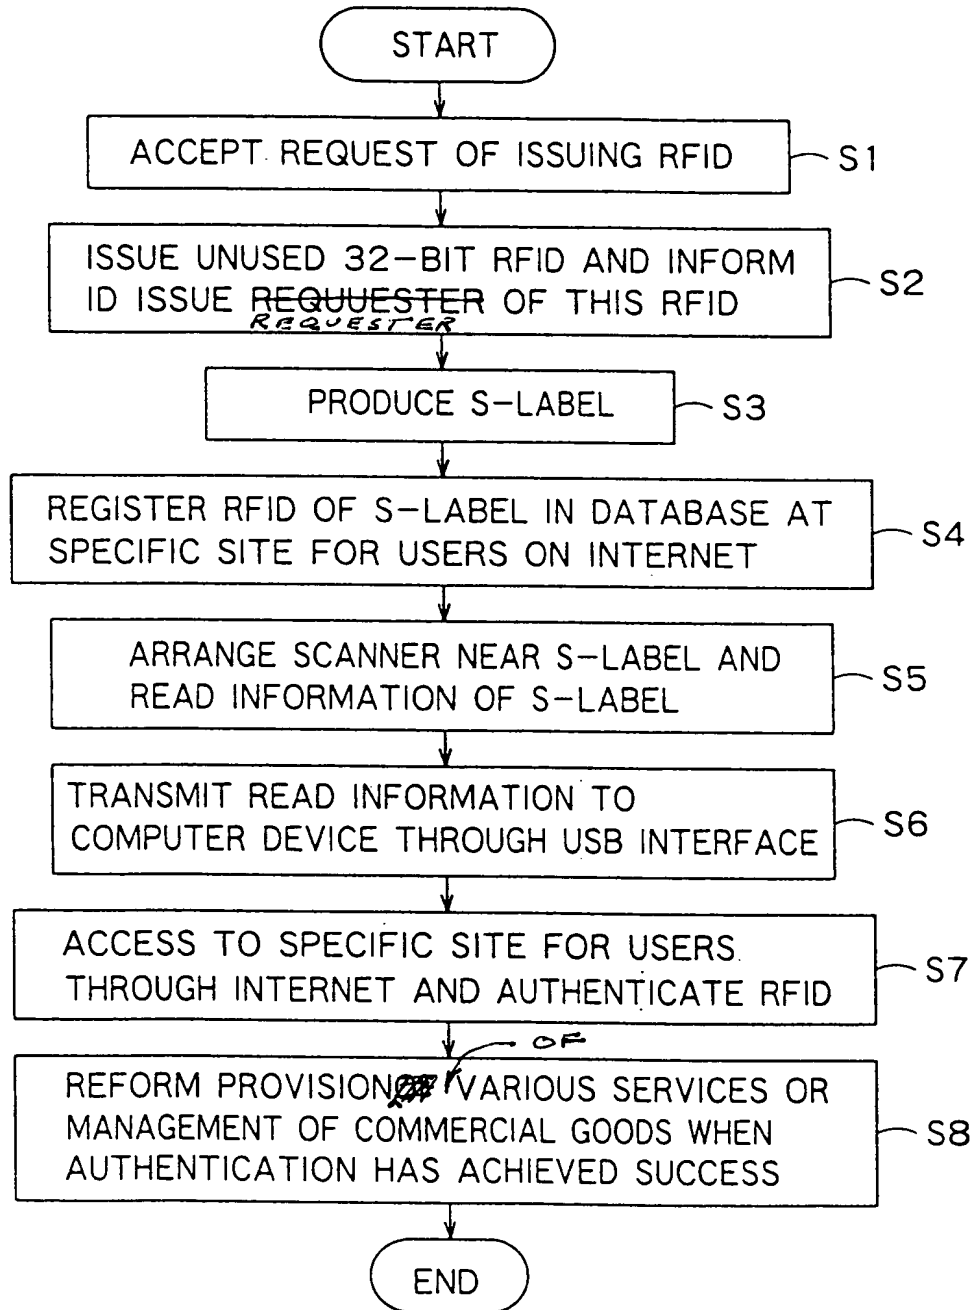 START
ACCEPT REQUEST OF ISSUING RFID
S1
ISSUE UNUSED 32-BIT RFID AND INFORM
ID ISSUE REQUUESTER OF THIS RFID
REQUESTER
S2
PRODUCE S-LABEL
S3
REGISTER RFID OF S-LABEL IN DATABASE AT
SPECIFIC SITE FOR USERS ON INTERNET
S4
ARRANGE SCANNER NEAR S-LABEL AND
READ INFORMATION OF S-LABEL
S5
TRANSMIT READ INFORMATION TO
COMPUTER DEVICE THROUGH USB INTERFACE
S6
ACCESS TO SPECIFIC SITE FOR USERS
THROUGH INTERNET AND AUTHENTICATE RFID
S7
OF
REFORM PROVISION VARIOUS SERVICES OR
MANAGEMENT OF COMMERCIAL GOODS WHEN
AUTHENTICATION HAS ACHIEVED SUCCESS
S8
END